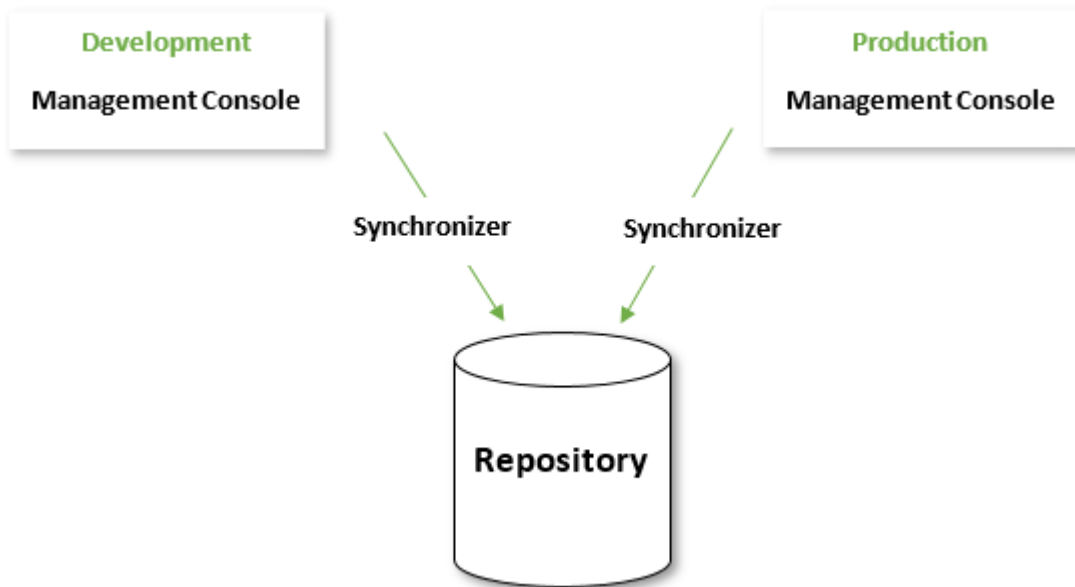 Development
Management Console
Production
Management Console
Synchronizer
Synchronizer
Repository